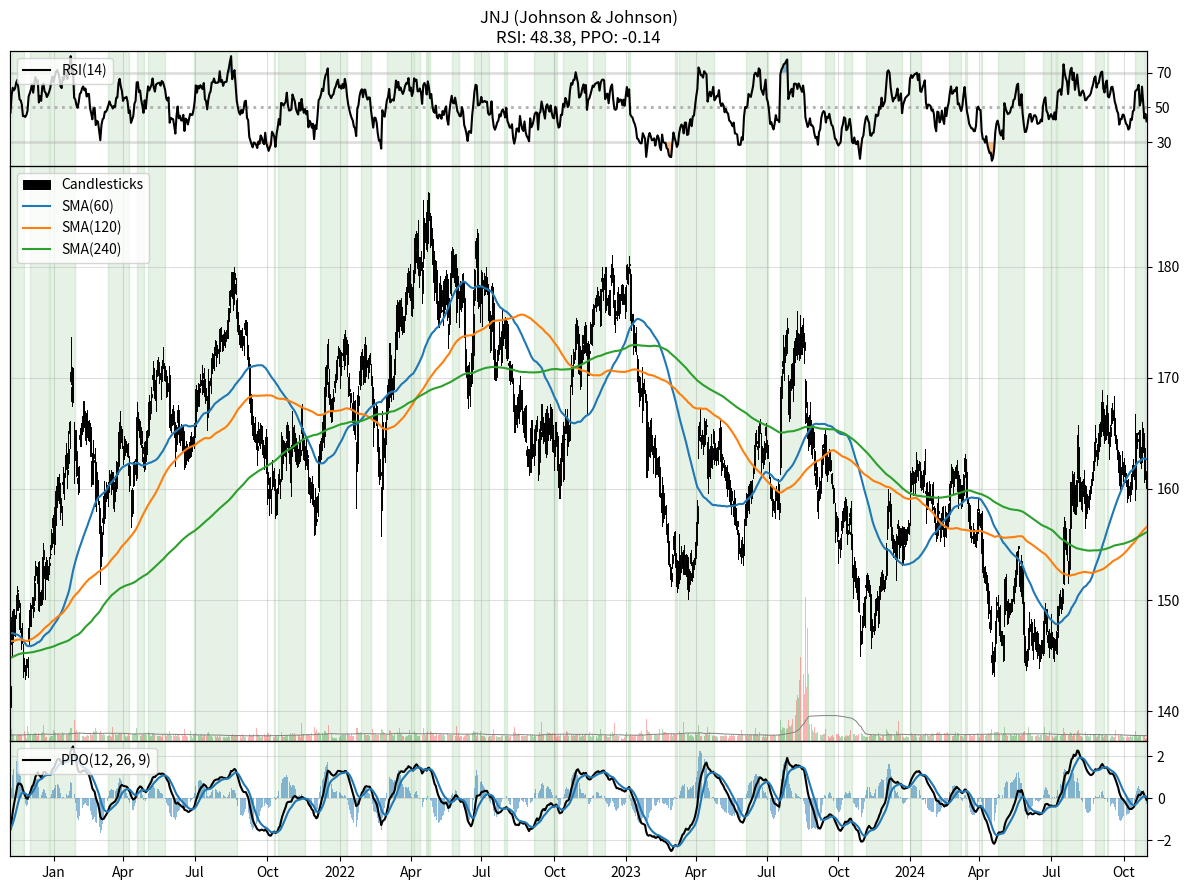 JNJ (Johnson & Johnson)
RSI: 48.38, PPO: -0.14
RSI(14)
70
50
30
Candlesticks
SMA(60)
SMA(120)
SMA(240)
180
170
160
150
140
PPO(12, 26, 9)
2
0
−2
Jan Apr Jul Oct 2022 Apr Jul Oct 2023 Apr Jul Oct 2024 Apr Jul Oct